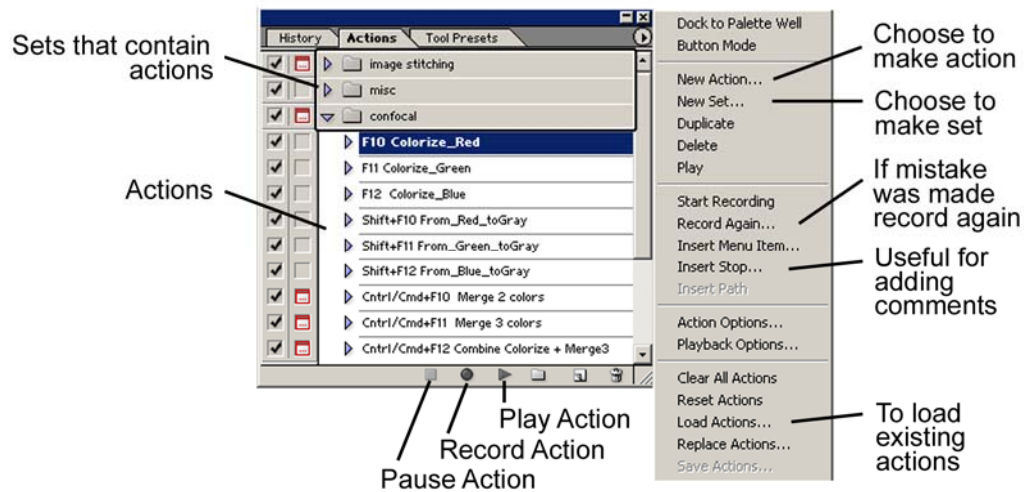 Sets that contain
actions
Actions
History
Actions
Tool Presets
image stitching
misc
confocal
F10 Colorize_Red
F11 Colorize_Green
F12 Colorize_Blue
Shift+F10 From_Red_toGray
Shift+F11 From_Green_toGray
Shift+F12 From_Blue_toGray
Cntrl/Cmd+F10 Merge 2 colors
Cntrl/Cmd+F11 Merge 3 colors
Cntrl/Cmd+F12 Combine Colorize + Merge3
Play Action
Record Action
Pause Action
Dock to Palette Well
Button Mode
New Action...
New Set...
Duplicate
Delete
Play
Start Recording
Record Again...
Insert Menu Item...
Insert Stop...
Insert Path
Action Options...
Playback Options...
Clear All Actions
Reset Actions
Load Actions...
Replace Actions...
Save Actions...
Choose to
make action
Choose to
make set
If mistake
was made
record again
Useful for
adding
comments
To load
existing
actions